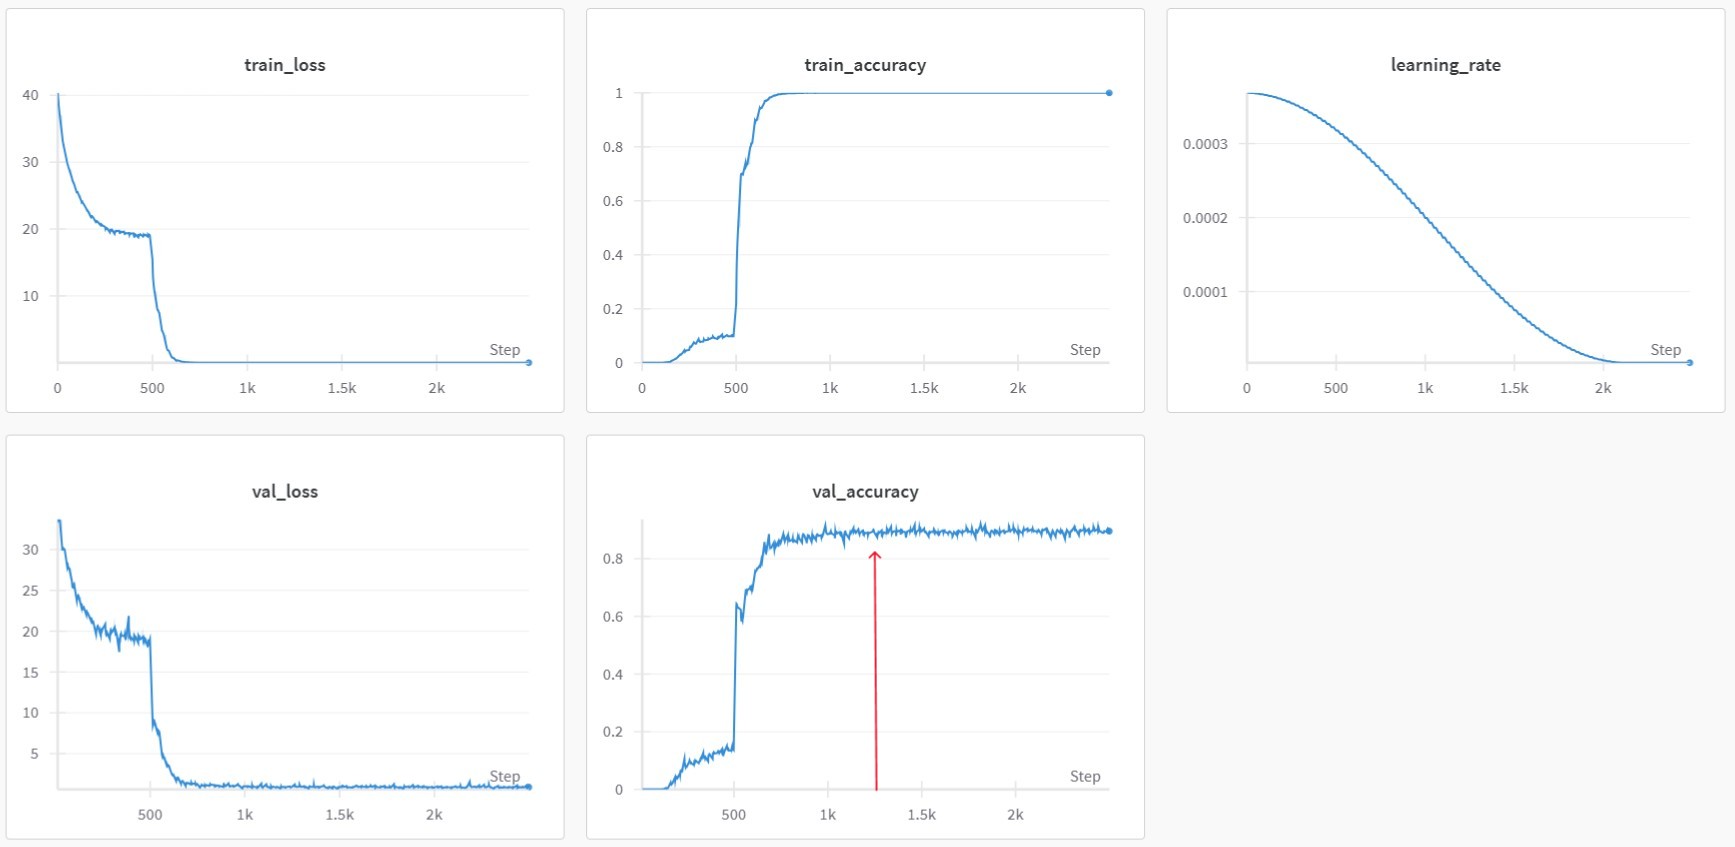 train_loss
40
30
20
10
Step
0 500 1k 1.5k 2k
train_accuracy
1
0.8
0.6
0.4
0.2
0
Step
0 500 1k 1.5k 2k
learning_rate
0.0003
0.0002
0.0001
Step
0 500 1k 1.5k 2k
val_loss
30
25
20
15
10
5
Step
500 1k 1.5k 2k
val_accuracy
0.8
0.6
0.4
0.2
0
Step
500 1k 1.5k 2k